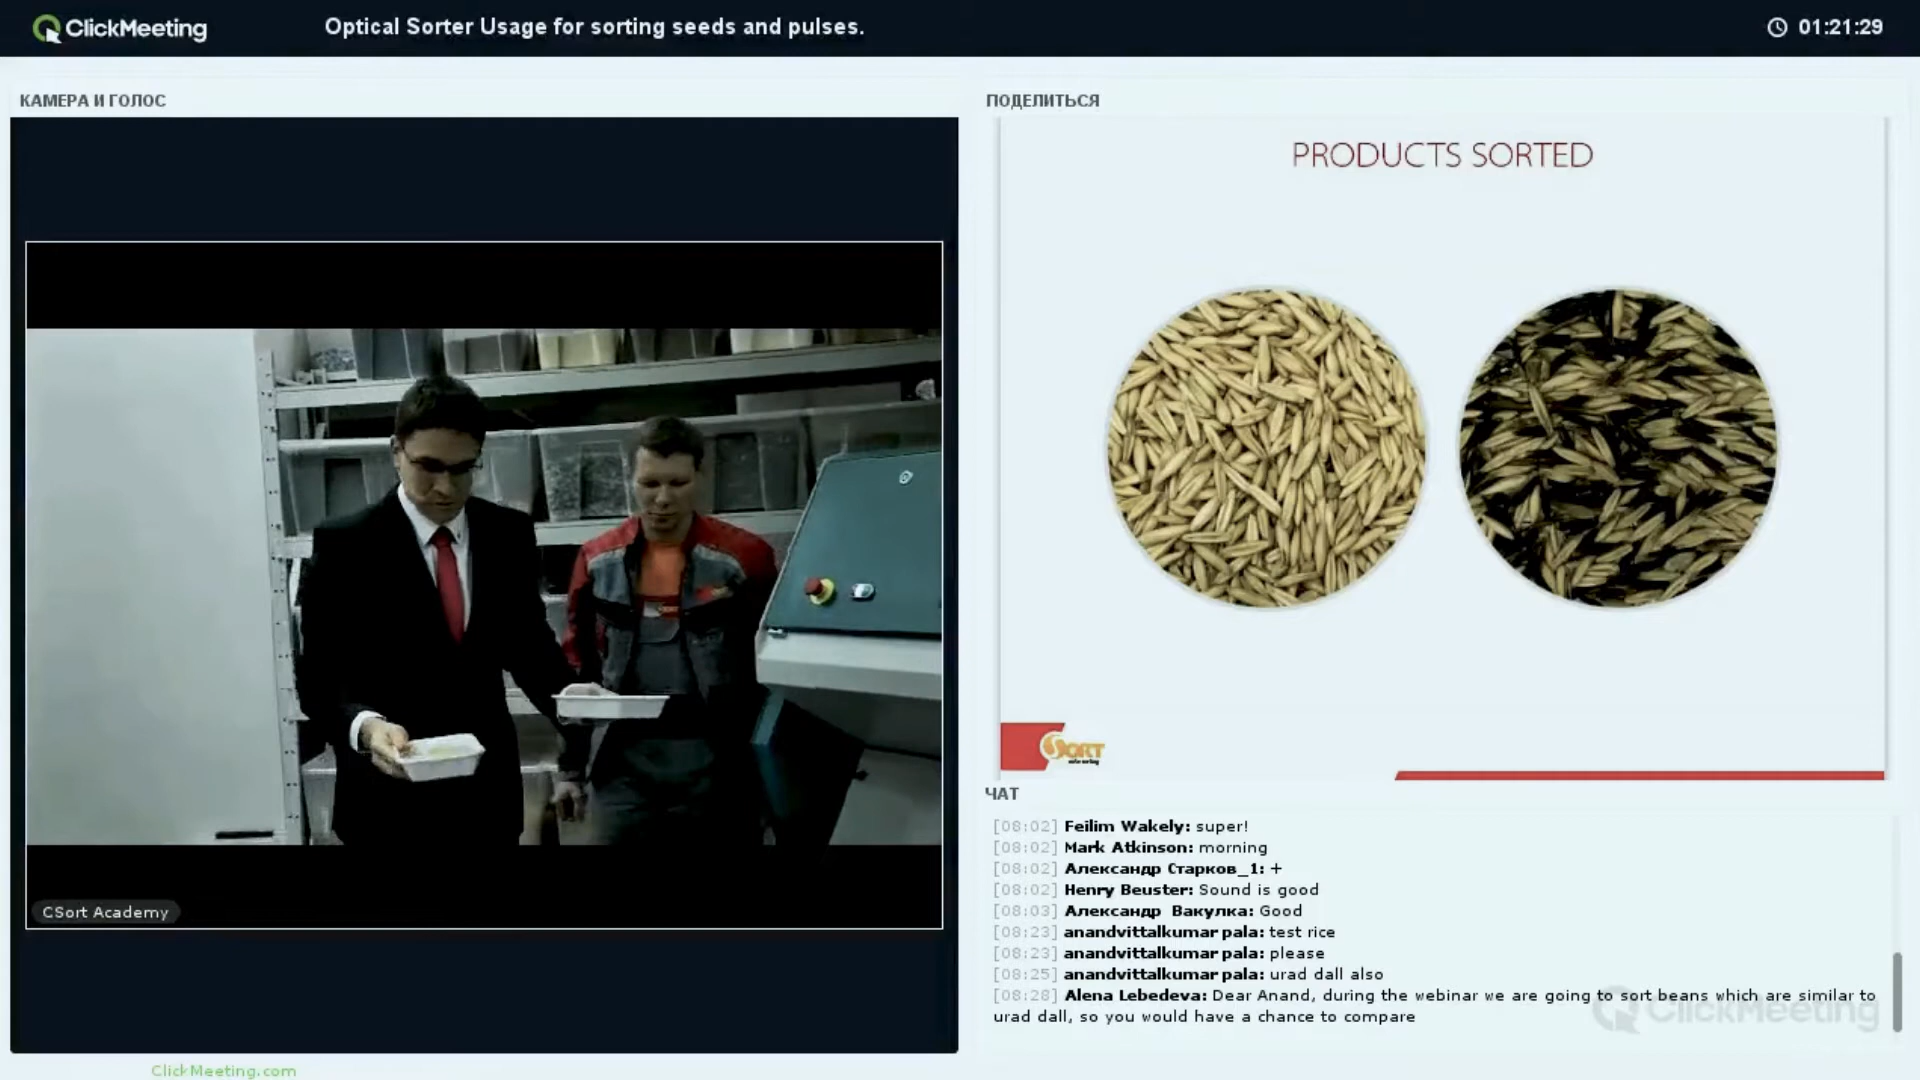 ClickMeeting
Optical Sorter Usage for sorting seeds and pulses.
01:21:29
КАМЕРА И ГОЛОС
CSort Academy
ПОДЕЛИТЬСЯ
PRODUCTS SORTED
SORT
ЧАТ
[08:02] Feilim Wakely: super!
[08:02] Mark Atkinson: morning
[08:02] Александр Старков_1: +
[08:02] Henry Beuster: Sound is good
[08:03] Александр Вакулка: Good
[08:23] anandvittalkumar pala: test rice
[08:23] anandvittalkumar pala: please
[08:25] anandvittalkumar pala: urad dall also
[08:28] Alena Lebedeva: Dear Anand, during the webinar we are going to sort beans which are similar to
urad dall, so you would have a chance to compare
ClickMeeting
ClickMeeting.com